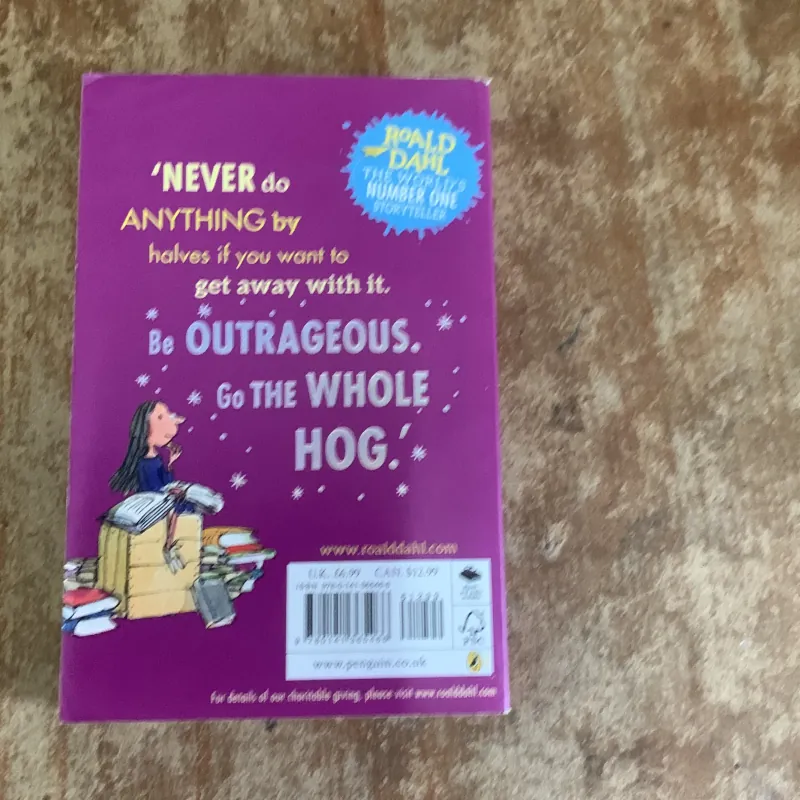 'NEVER do
ANYTHING by
halves if you want to
get away with it.
Be OUTRAGEOUS.
Go THE WHOLE
HOG.'
ROALD
DAHL
THE WORLD'S
NUMBER ONE
STORYTELLER
www.roalddahl.com
U.K. £6.99 CAN. $12.99
ISBN
www.penguin.co.uk
For details of our charitable giving, please visit www.roalddahl.com